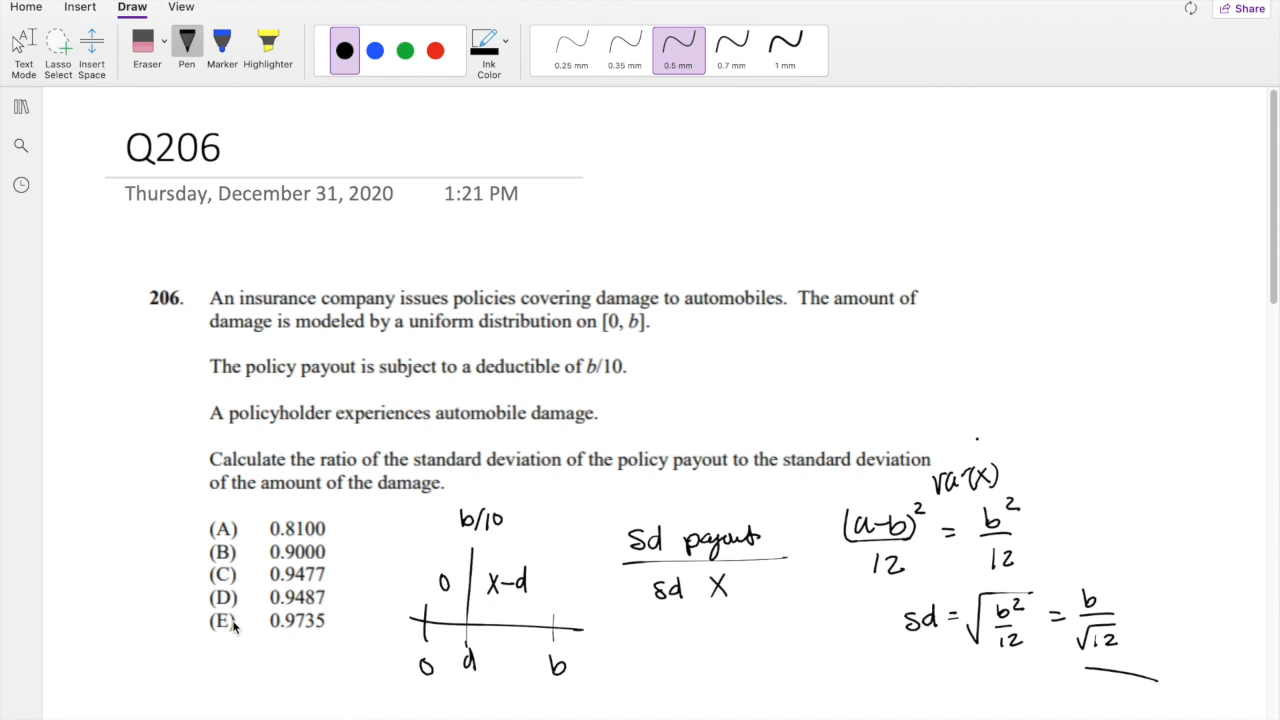 Home Insert Draw View
Share
Text Mode
Lasso Select
Insert Space
Eraser
Pen
Marker
Highlighter
Ink Color
0.25 mm
0.35 mm
0.5 mm
0.7 mm
1 mm
Q206
Thursday, December 31, 2020 1:21 PM
206. An insurance company issues policies covering damage to automobiles. The amount of
damage is modeled by a uniform distribution on [0, b].
The policy payout is subject to a deductible of b/10.
A policyholder experiences automobile damage.
Calculate the ratio of the standard deviation of the policy payout to the standard deviation
of the amount of the damage.
(A) 0.8100
(B) 0.9000
(C) 0.9477
(D) 0.9487
(E) 0.9735
b/10
0 x-d
0 d b
Sd payout
sd X
var(x)
(a-b)²/12 = b²/12
sd = √(b²/12) = b/√12